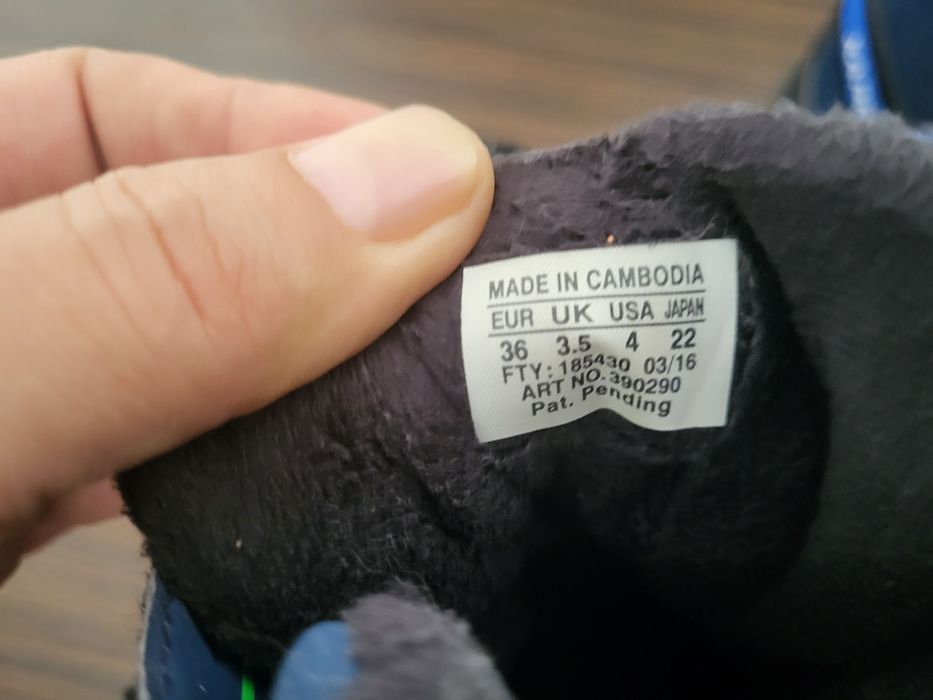 MADE IN CAMBODIA
EUR UK USA JAPAN
36 3.5 4 22
FTY: 185430 03/16
ART NO. 390290
Pat. Pending